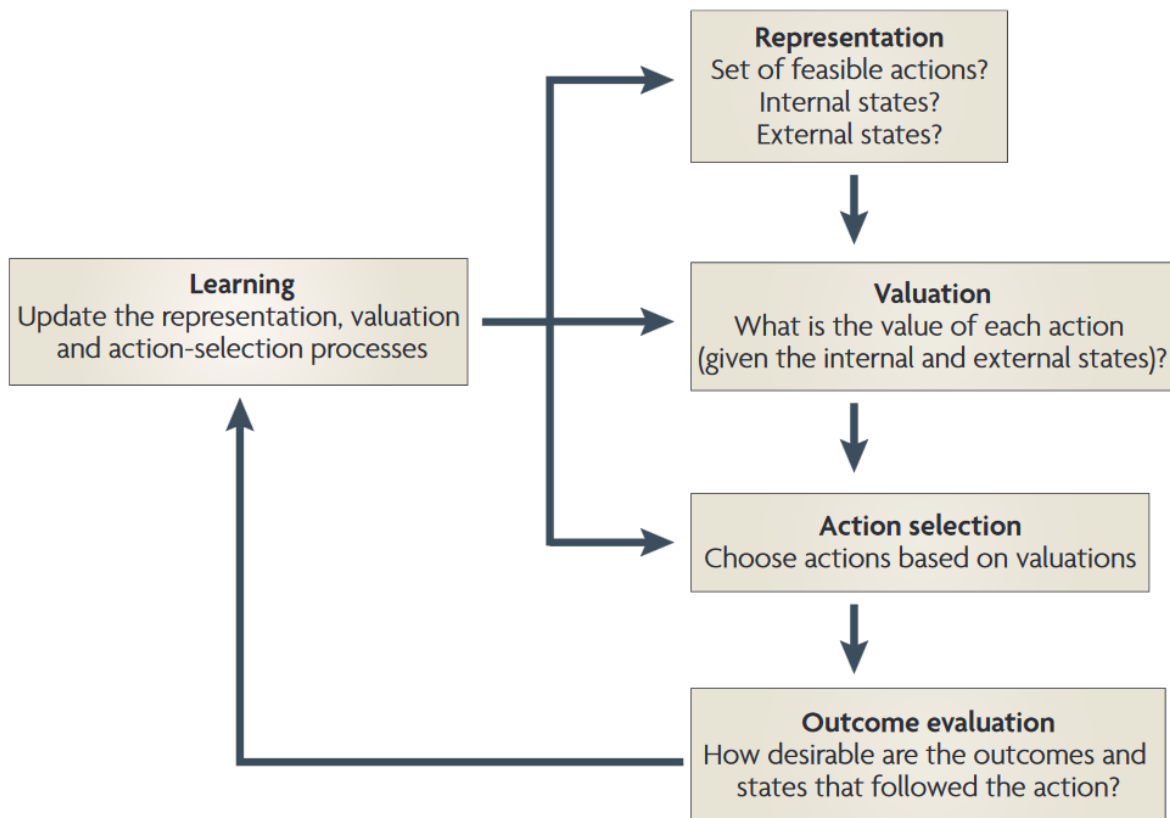 Representation
Set of feasible actions?
Internal states?
External states?
Learning
Update the representation, valuation
and action-selection processes
Valuation
What is the value of each action
(given the internal and external states)?
Action selection
Choose actions based on valuations
Outcome evaluation
How desirable are the outcomes and
states that followed the action?